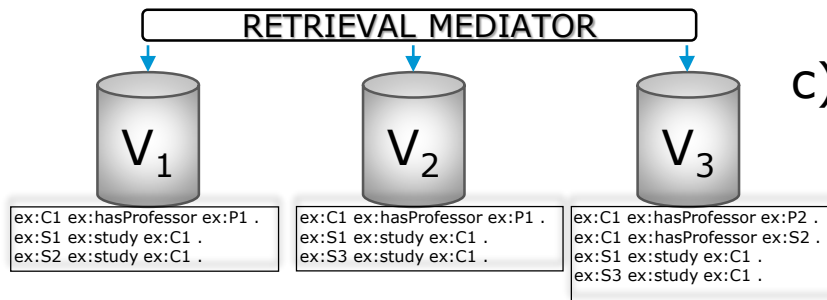 RETRIEVAL MEDIATOR
c)
V₁
V₂
V₃
ex:C1 ex:hasProfessor ex:P1 .
ex:S1 ex:study ex:C1 .
ex:S2 ex:study ex:C1 .
ex:C1 ex:hasProfessor ex:P1 .
ex:S1 ex:study ex:C1 .
ex:S3 ex:study ex:C1 .
ex:C1 ex:hasProfessor ex:P2 .
ex:C1 ex:hasProfessor ex:S2 .
ex:S1 ex:study ex:C1 .
ex:S3 ex:study ex:C1 .